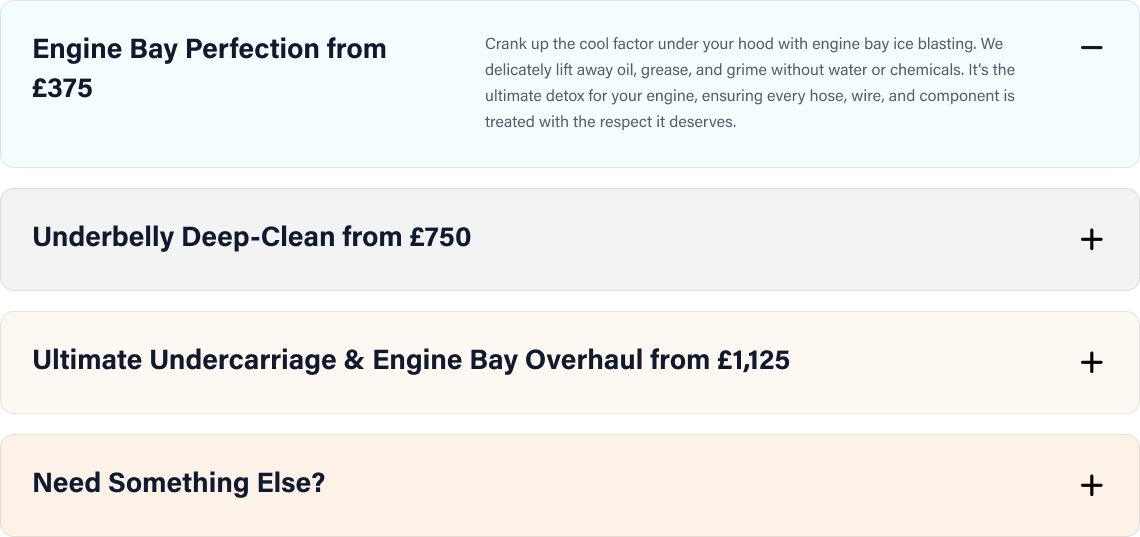 Engine Bay Perfection from
£375
Crank up the cool factor under your hood with engine bay ice blasting. We
delicately lift away oil, grease, and grime without water or chemicals. It's the
ultimate detox for your engine, ensuring every hose, wire, and component is
treated with the respect it deserves.
Underbelly Deep-Clean from £750
Ultimate Undercarriage & Engine Bay Overhaul from £1,125
Need Something Else?